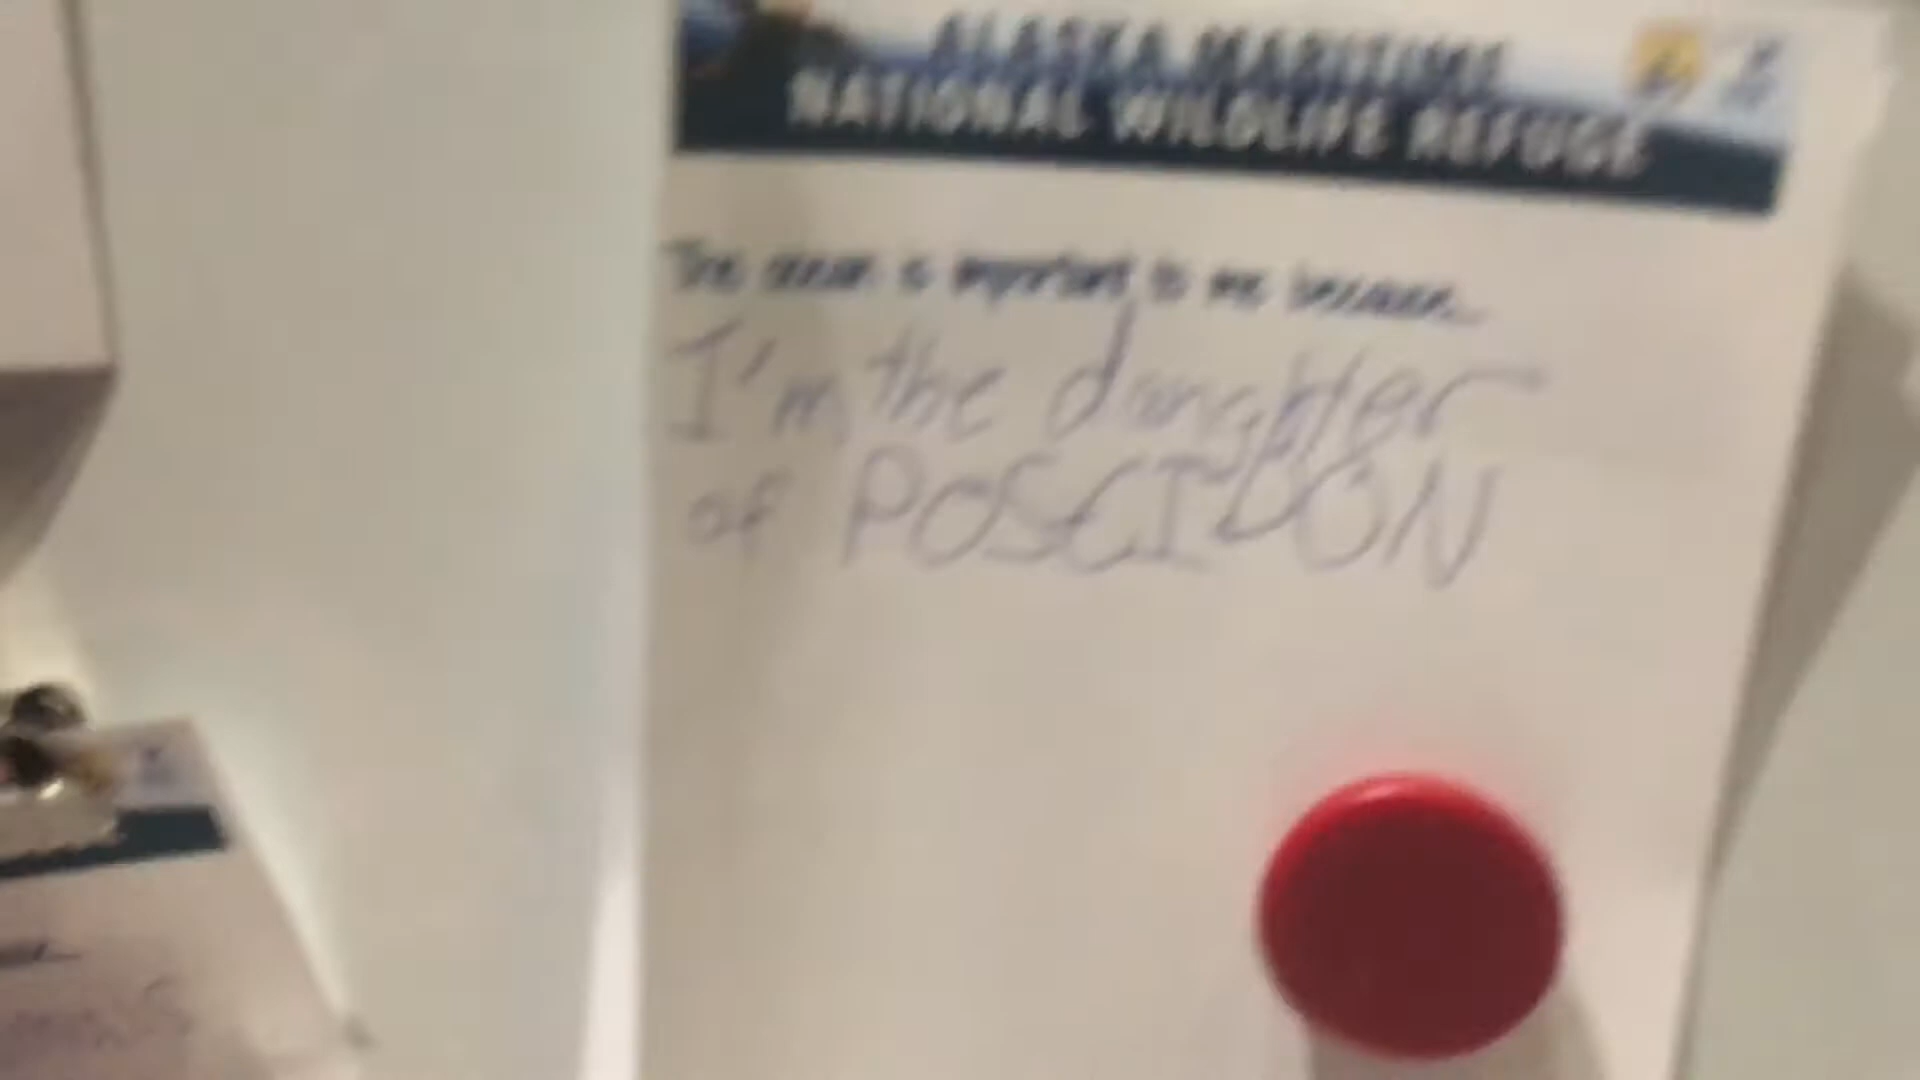 ALASKA MARITIME
NATIONAL WILDLIFE REFUGE
The ocean is important to me because...
I'm the daughter
of POSEIDON